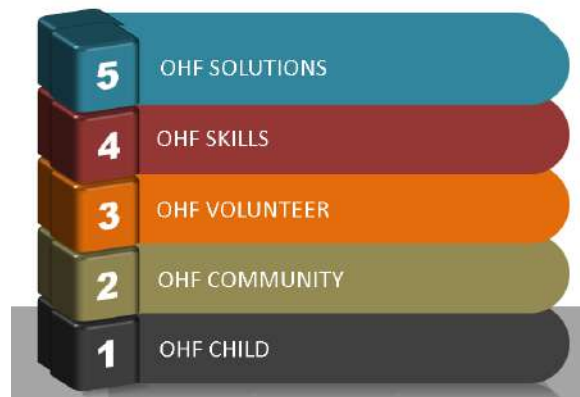 5 OHF SOLUTIONS
4 OHF SKILLS
3 OHF VOLUNTEER
2 OHF COMMUNITY
1 OHF CHILD